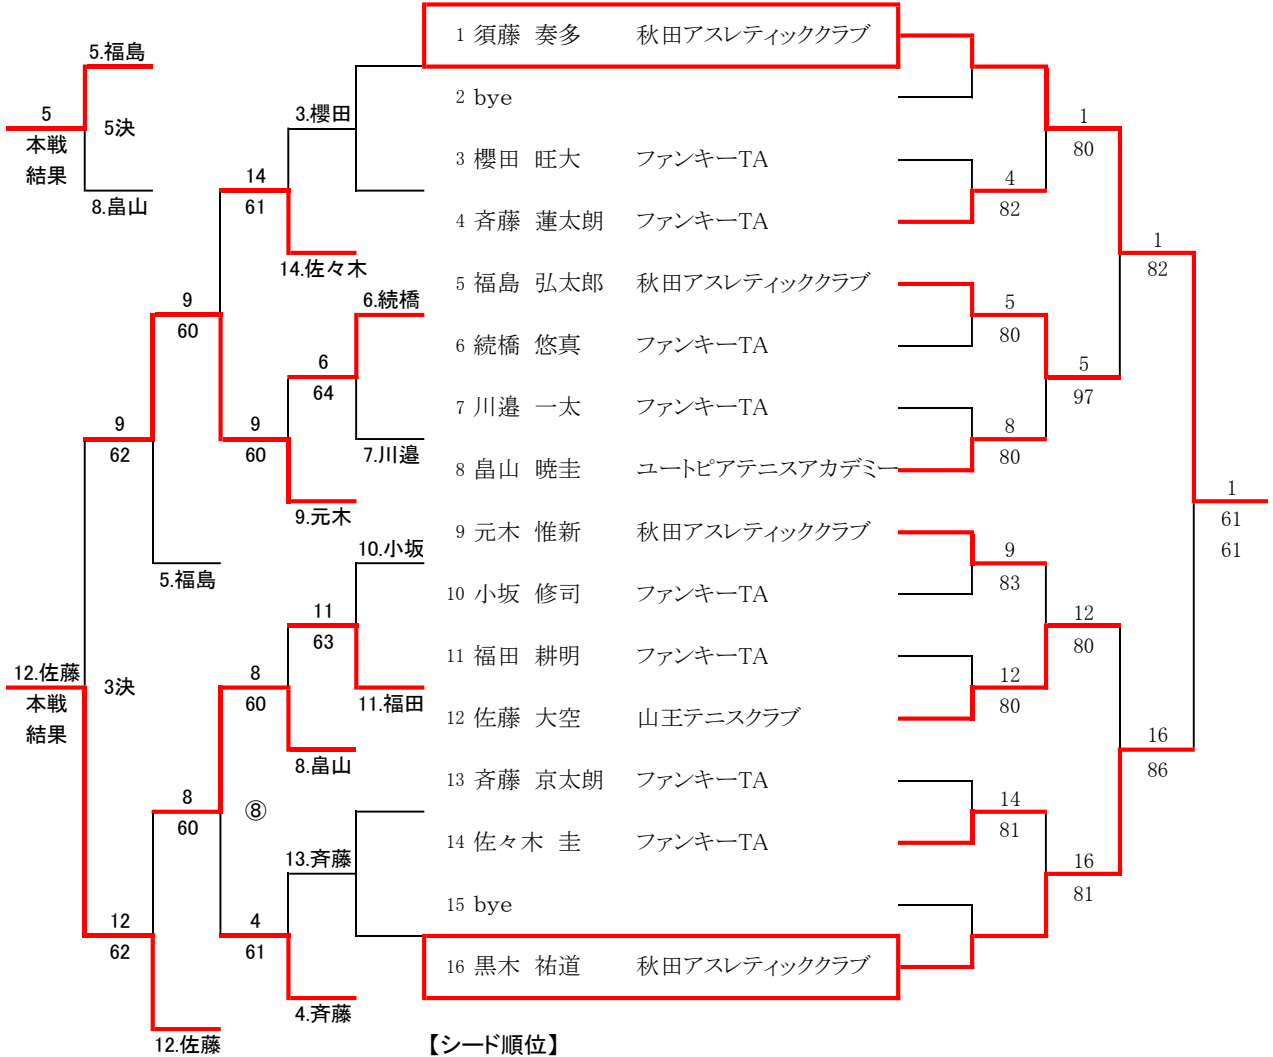 5.福島
5
5決
本戦
結果
8.畠山
3.櫻田
14
61
14.佐々木
9
60
6.続橋
6
64
7.川邉
9
60
9.元木
9
62
5.福島
10.小坂
11
63
11.福田
12.佐藤
3決
本戦
結果
8
60
8.畠山
8
60
⑧
13.斉藤
4
61
4.斉藤
12
62
12.佐藤
1 須藤 奏多 秋田アスレティッククラブ
2 bye
3 櫻田 旺大 ファンキーTA
4 斉藤 蓮太朗 ファンキーTA
5 福島 弘太郎 秋田アスレティッククラブ
6 続橋 悠真 ファンキーTA
7 川邉 一太 ファンキーTA
8 畠山 暁圭 ユートピアテニスアカデミー
9 元木 惟新 秋田アスレティッククラブ
10 小坂 修司 ファンキーTA
11 福田 耕明 ファンキーTA
12 佐藤 大空 山王テニスクラブ
13 斉藤 京太朗 ファンキーTA
14 佐々木 圭 ファンキーTA
15 bye
16 黒木 祐道 秋田アスレティッククラブ
【シード順位】
4
82
5
80
8
80
9
83
12
80
14
81
1
80
5
97
12
80
16
81
1
82
16
86
1
61
61